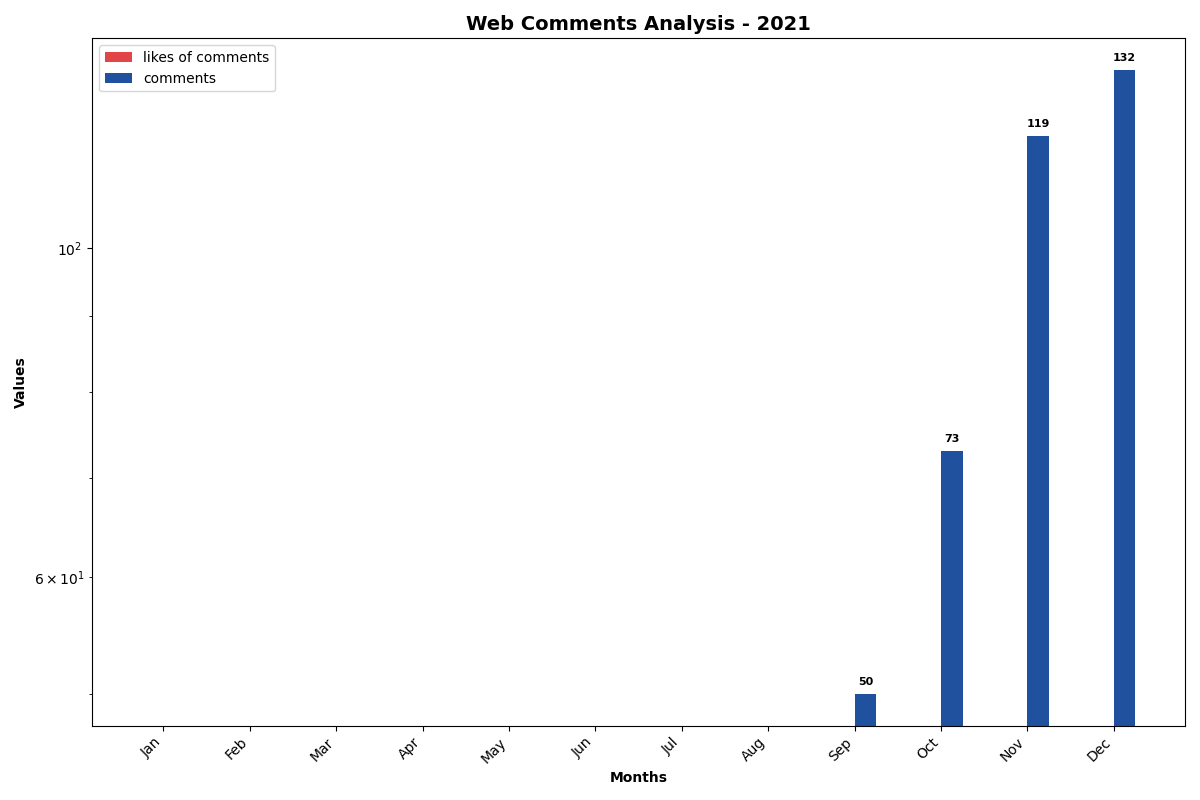 Web Comments Analysis - 2021
likes of comments
comments
132
119
10²
73
Values
6 × 10¹
50
Jan Feb Mar Apr May Jun Jul Aug Sep Oct Nov Dec
Months